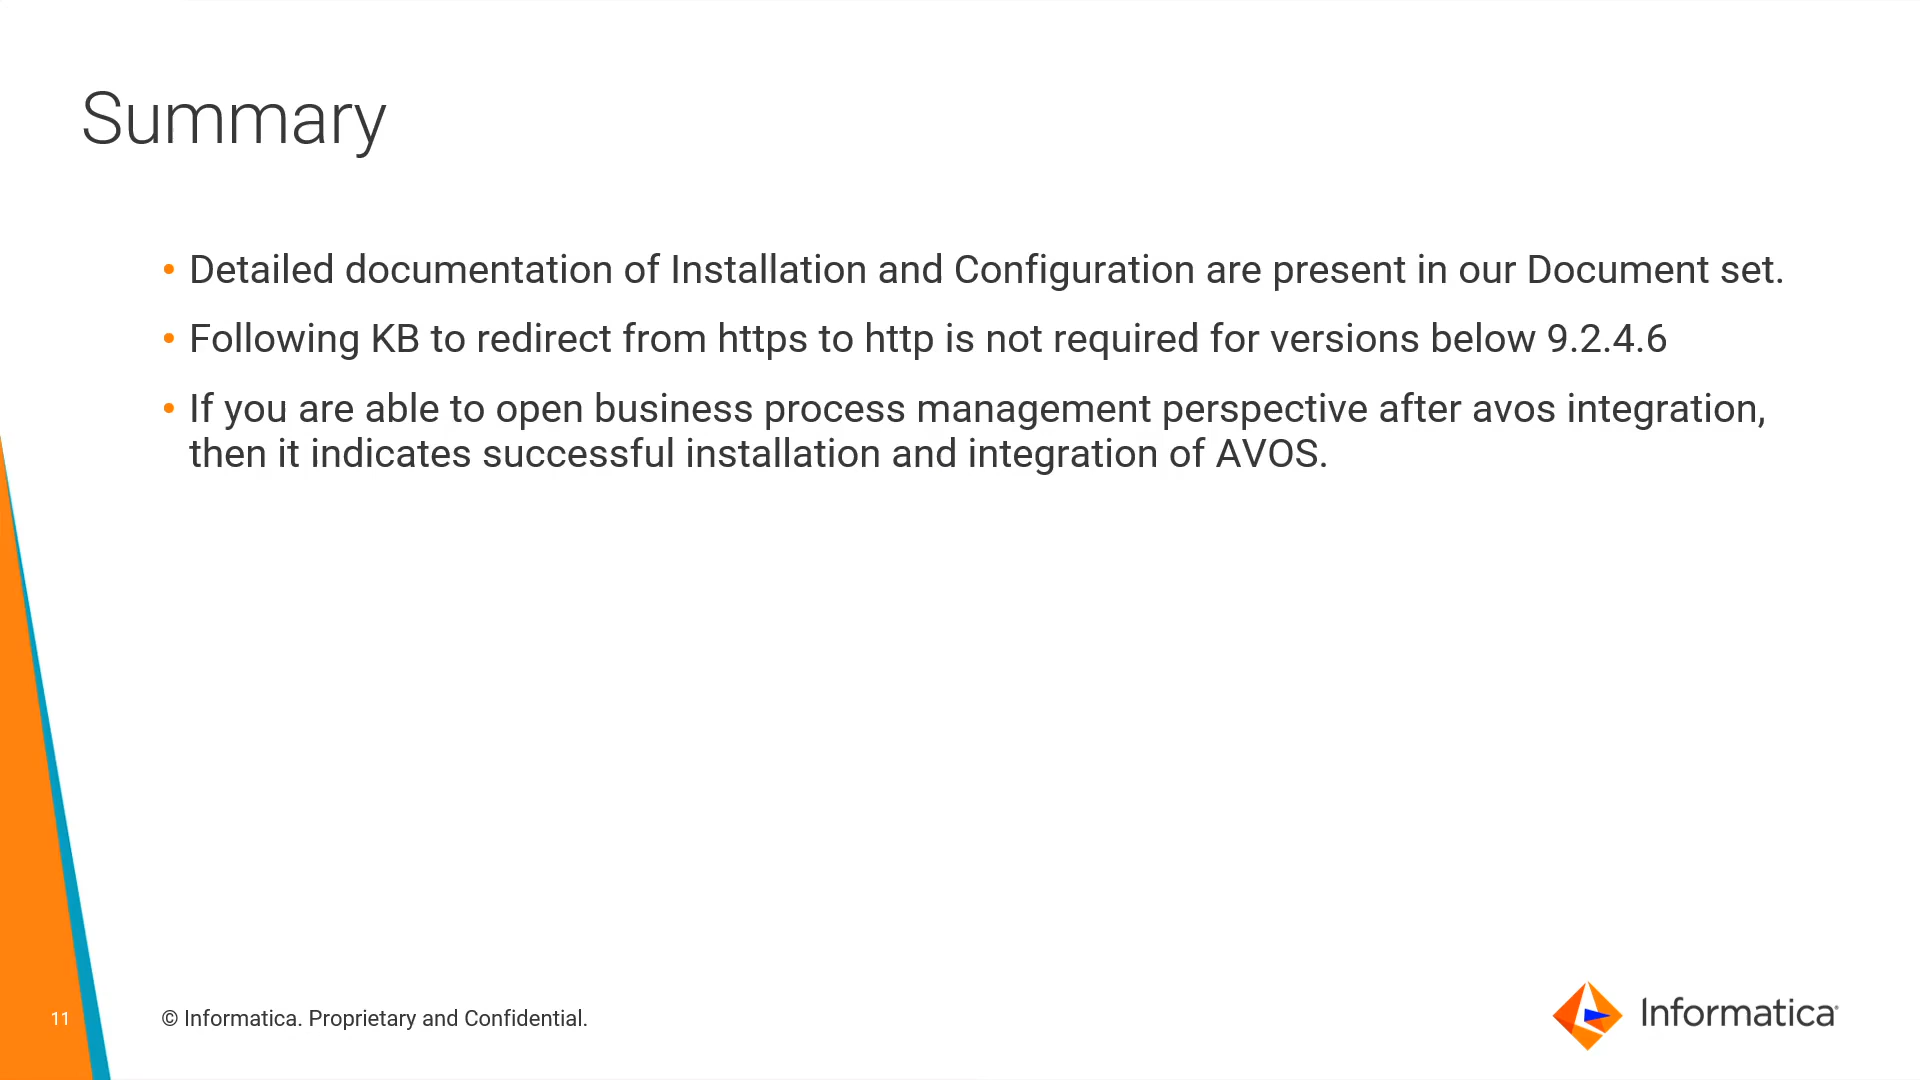 Summary
• Detailed documentation of Installation and Configuration are present in our Document set.
• Following KB to redirect from https to http is not required for versions below 9.2.4.6
• If you are able to open business process management perspective after avos integration,
then it indicates successful installation and integration of AVOS.
11
© Informatica. Proprietary and Confidential.
Informatica